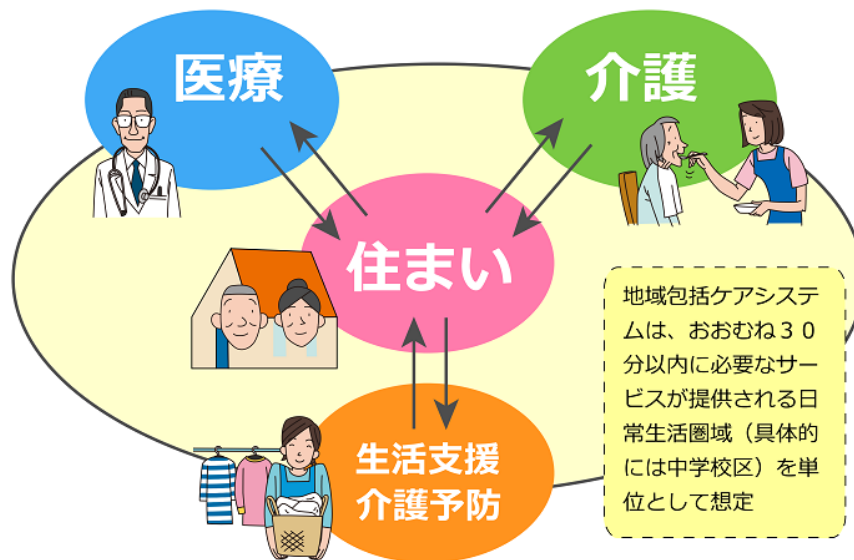 医療
介護
住まい
生活支援
介護予防
地域包括ケアシステ
ムは、おおむね３０
分以内に必要なサー
ビスが提供される日
常生活圏域（具体的
には中学校区）を単
位として想定